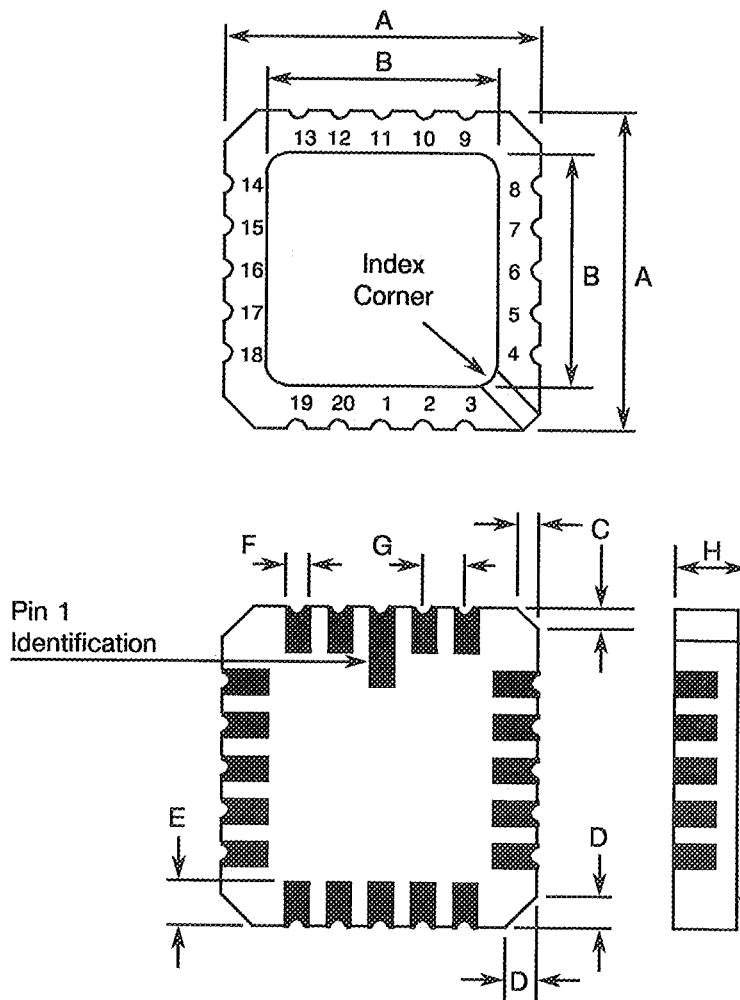 A
B
13 12 11 10 9
14 8
15 7
16 Index 6 B A
17 Corner 5
18 4
19 20 1 2 3
C
F G H
Pin 1
Identification
E D
D